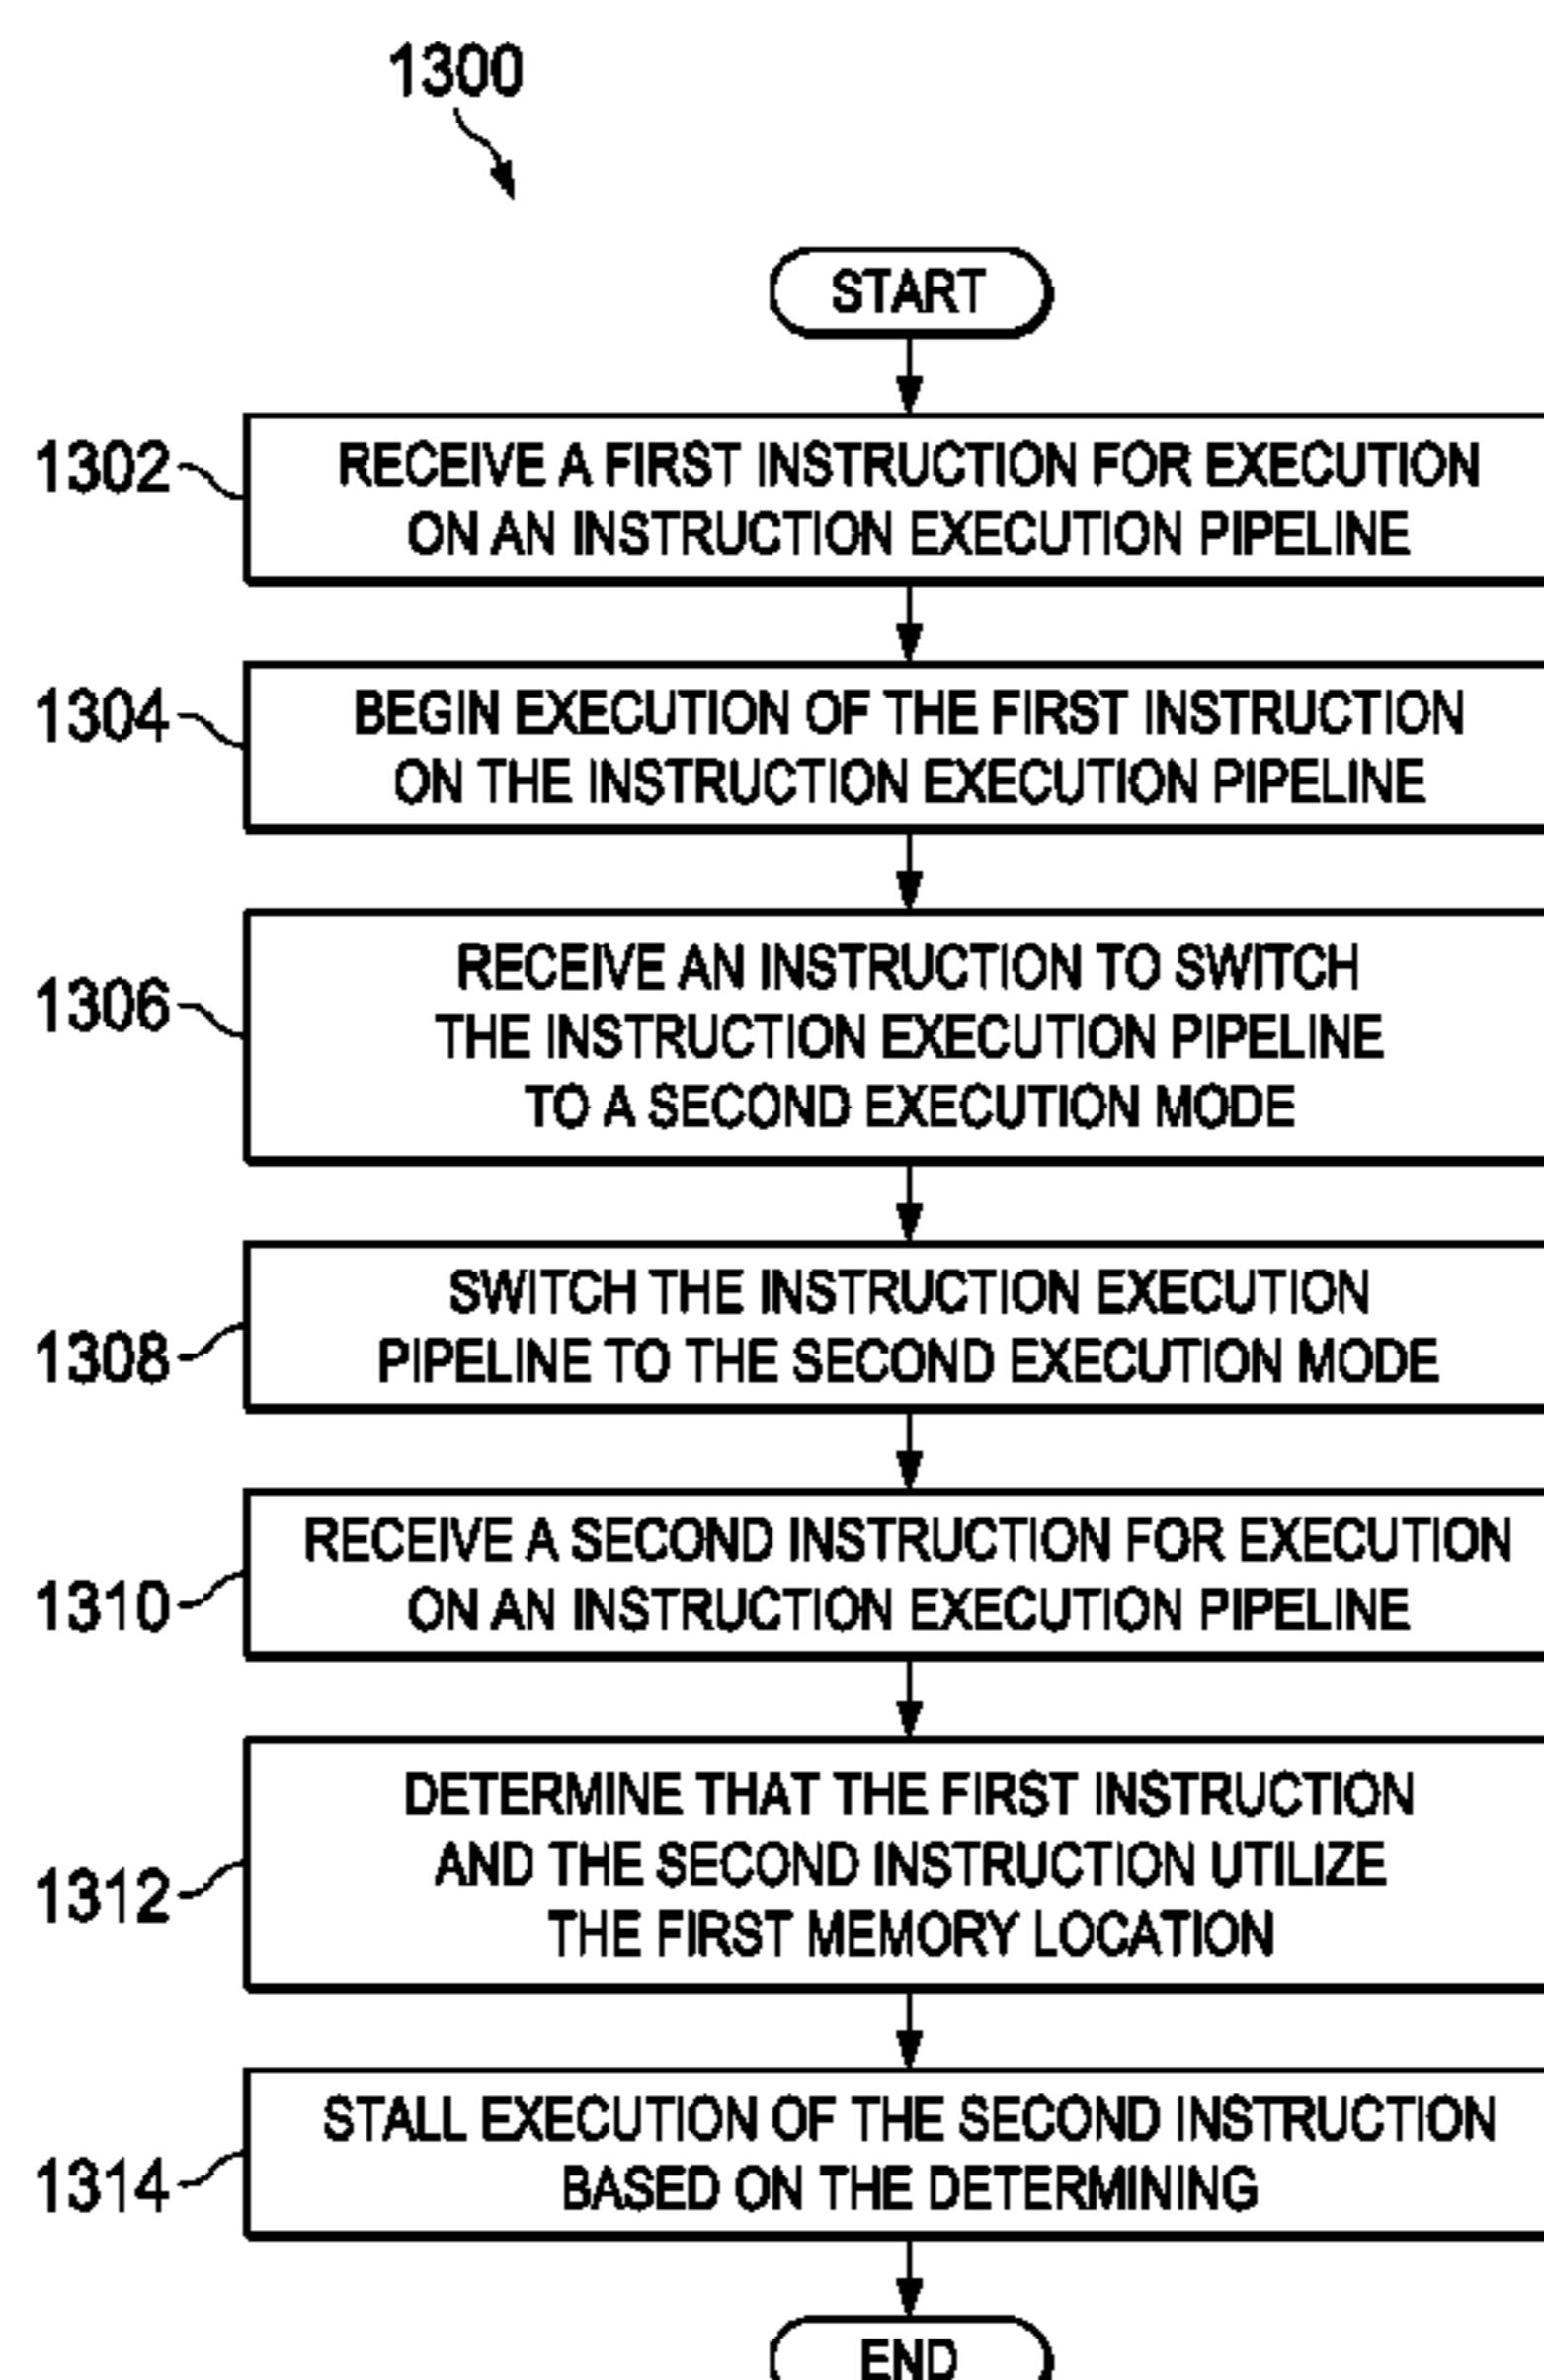 1300
START
1302
RECEIVE A FIRST INSTRUCTION FOR EXECUTION
ON AN INSTRUCTION EXECUTION PIPELINE
1304
BEGIN EXECUTION OF THE FIRST INSTRUCTION
ON THE INSTRUCTION EXECUTION PIPELINE
1306
RECEIVE AN INSTRUCTION TO SWITCH
THE INSTRUCTION EXECUTION PIPELINE
TO A SECOND EXECUTION MODE
1308
SWITCH THE INSTRUCTION EXECUTION
PIPELINE TO THE SECOND EXECUTION MODE
1310
RECEIVE A SECOND INSTRUCTION FOR EXECUTION
ON AN INSTRUCTION EXECUTION PIPELINE
1312
DETERMINE THAT THE FIRST INSTRUCTION
AND THE SECOND INSTRUCTION UTILIZE
THE FIRST MEMORY LOCATION
1314
STALL EXECUTION OF THE SECOND INSTRUCTION
BASED ON THE DETERMINING
END